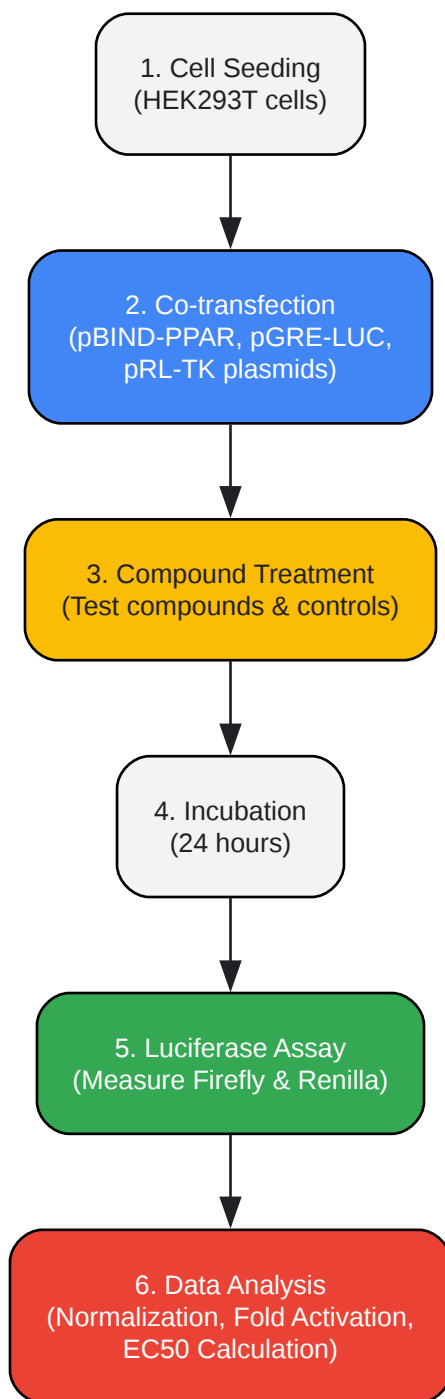 1. Cell Seeding
(HEK293T cells)
2. Co-transfection
(pBIND-PPAR, pGRE-LUC,
pRL-TK plasmids)
3. Compound Treatment
(Test compounds & controls)
4. Incubation
(24 hours)
5. Luciferase Assay
(Measure Firefly & Renilla)
6. Data Analysis
(Normalization, Fold Activation,
EC50 Calculation)